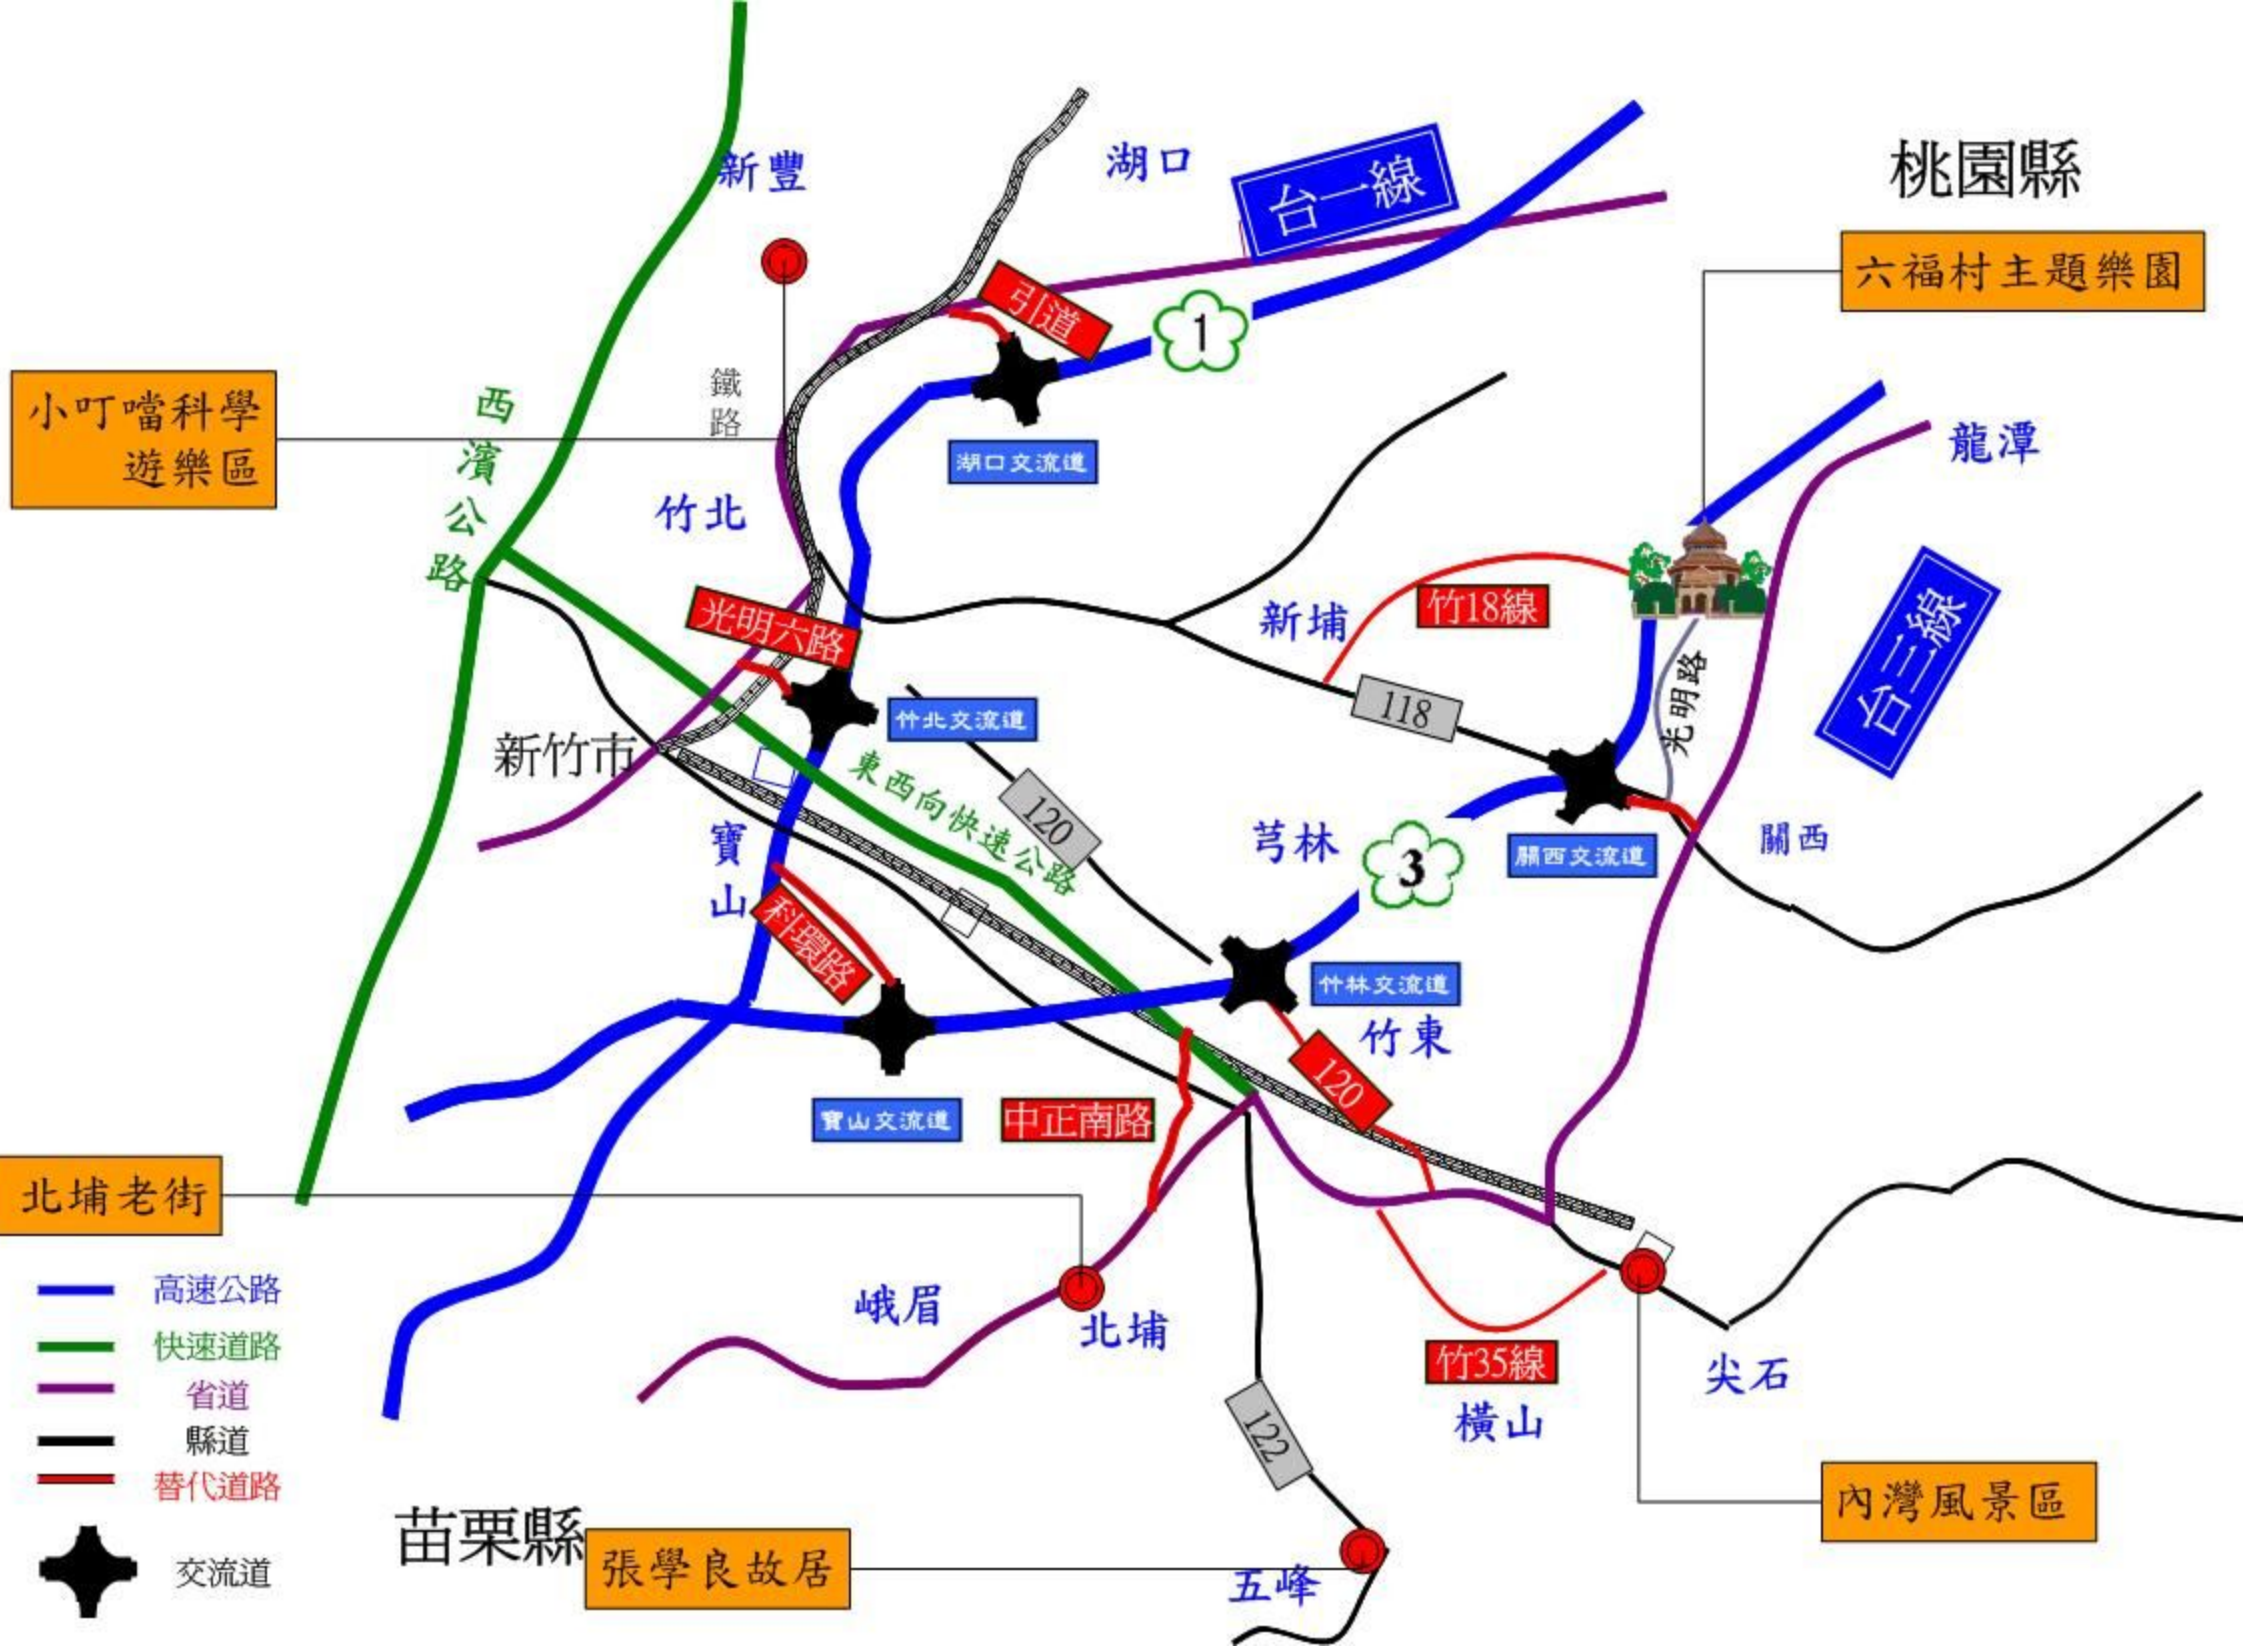 新豐
湖口
台一線
桃園縣
六福村主題樂園
引道
1
鐵
路
小叮噹科學
遊樂區
西
濱
公
路
湖口交流道
竹北
龍潭
光明六路
新埔
竹18線
台三線
118
光明路
竹北交流道
新竹市
東西向快速公路
120
寶
山
芎林
3
關西交流道
關西
科環路
竹林交流道
竹東
120
寶山交流道
中正南路
北埔老街
高速公路
快速道路
省道
縣道
替代道路
交流道
峨眉
北埔
竹35線
橫山
尖石
122
內灣風景區
苗栗縣
張學良故居
五峰